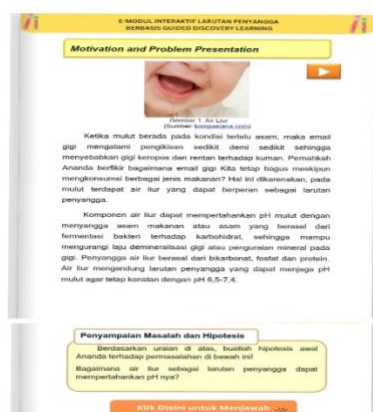 E-MODUL INTERAKTIF LARUTAN PENYANGGA
BERBASIS GUIDED DISCOVERY LEARNING
Motivation and Problem Presentation
Gambar 1. Air Liur
(Sumber: kompasiana.com)
Ketika mulut berada pada kondisi terlalu asam, maka email
gigi mengalami pengikisan sedikit demi sedikit sehingga
menyebabkan gigi keropos dan rentan terhadap kuman. Pernahkah
Ananda berfikir bagaimana email gigi Kita tetap bagus meskipun
mengkonsumsi berbagai jenis makanan? Hal ini dikarenakan, pada
mulut terdapat air liur yang dapat berperan sebagai larutan
penyangga.
Komponen air liur dapat mempertahankan pH mulut dengan
menyangga asam makanan atau asam yang berasal dari
fermentasi bakteri terhadap karbohidrat, sehingga mampu
mengurangi laju demineralisasi gigi atau penguraian mineral pada
gigi. Penyangga air liur berasal dari bikarbonat, fosfat dan protein.
Air liur mengandung larutan penyangga yang dapat menjaga pH
mulut agar tetap konstan dengan pH 6,5-7,4.
Penyampaian Masalah dan Hipotesis
Berdasarkan uraian di atas, buatlah hipotesis awal
Ananda terhadap permasalahan di bawah ini!
Bagaimana air liur sebagai larutan penyangga dapat
mempertahankan pH nya?
Klik Disini untuk Menjawab